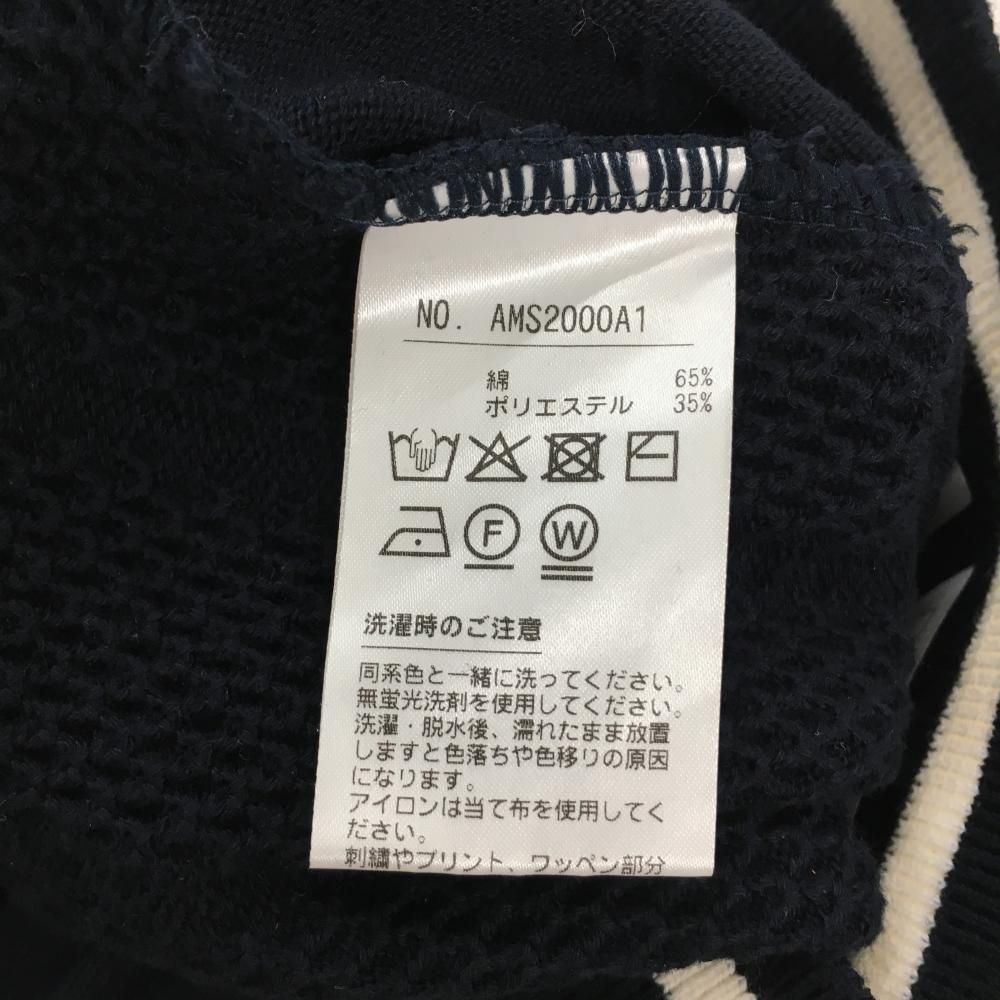 NO. AMS2000A1
綿 65%
ポリエステル 35%
F W
洗濯時のご注意
同系色と一緒に洗ってください。
無蛍光洗剤を使用してください。
洗濯・脱水後、濡れたまま放置
しますと色落ちや色移りの原因
になります。
アイロンは当て布を使用してく
ださい。
刺繍やプリント、ワッペン部分